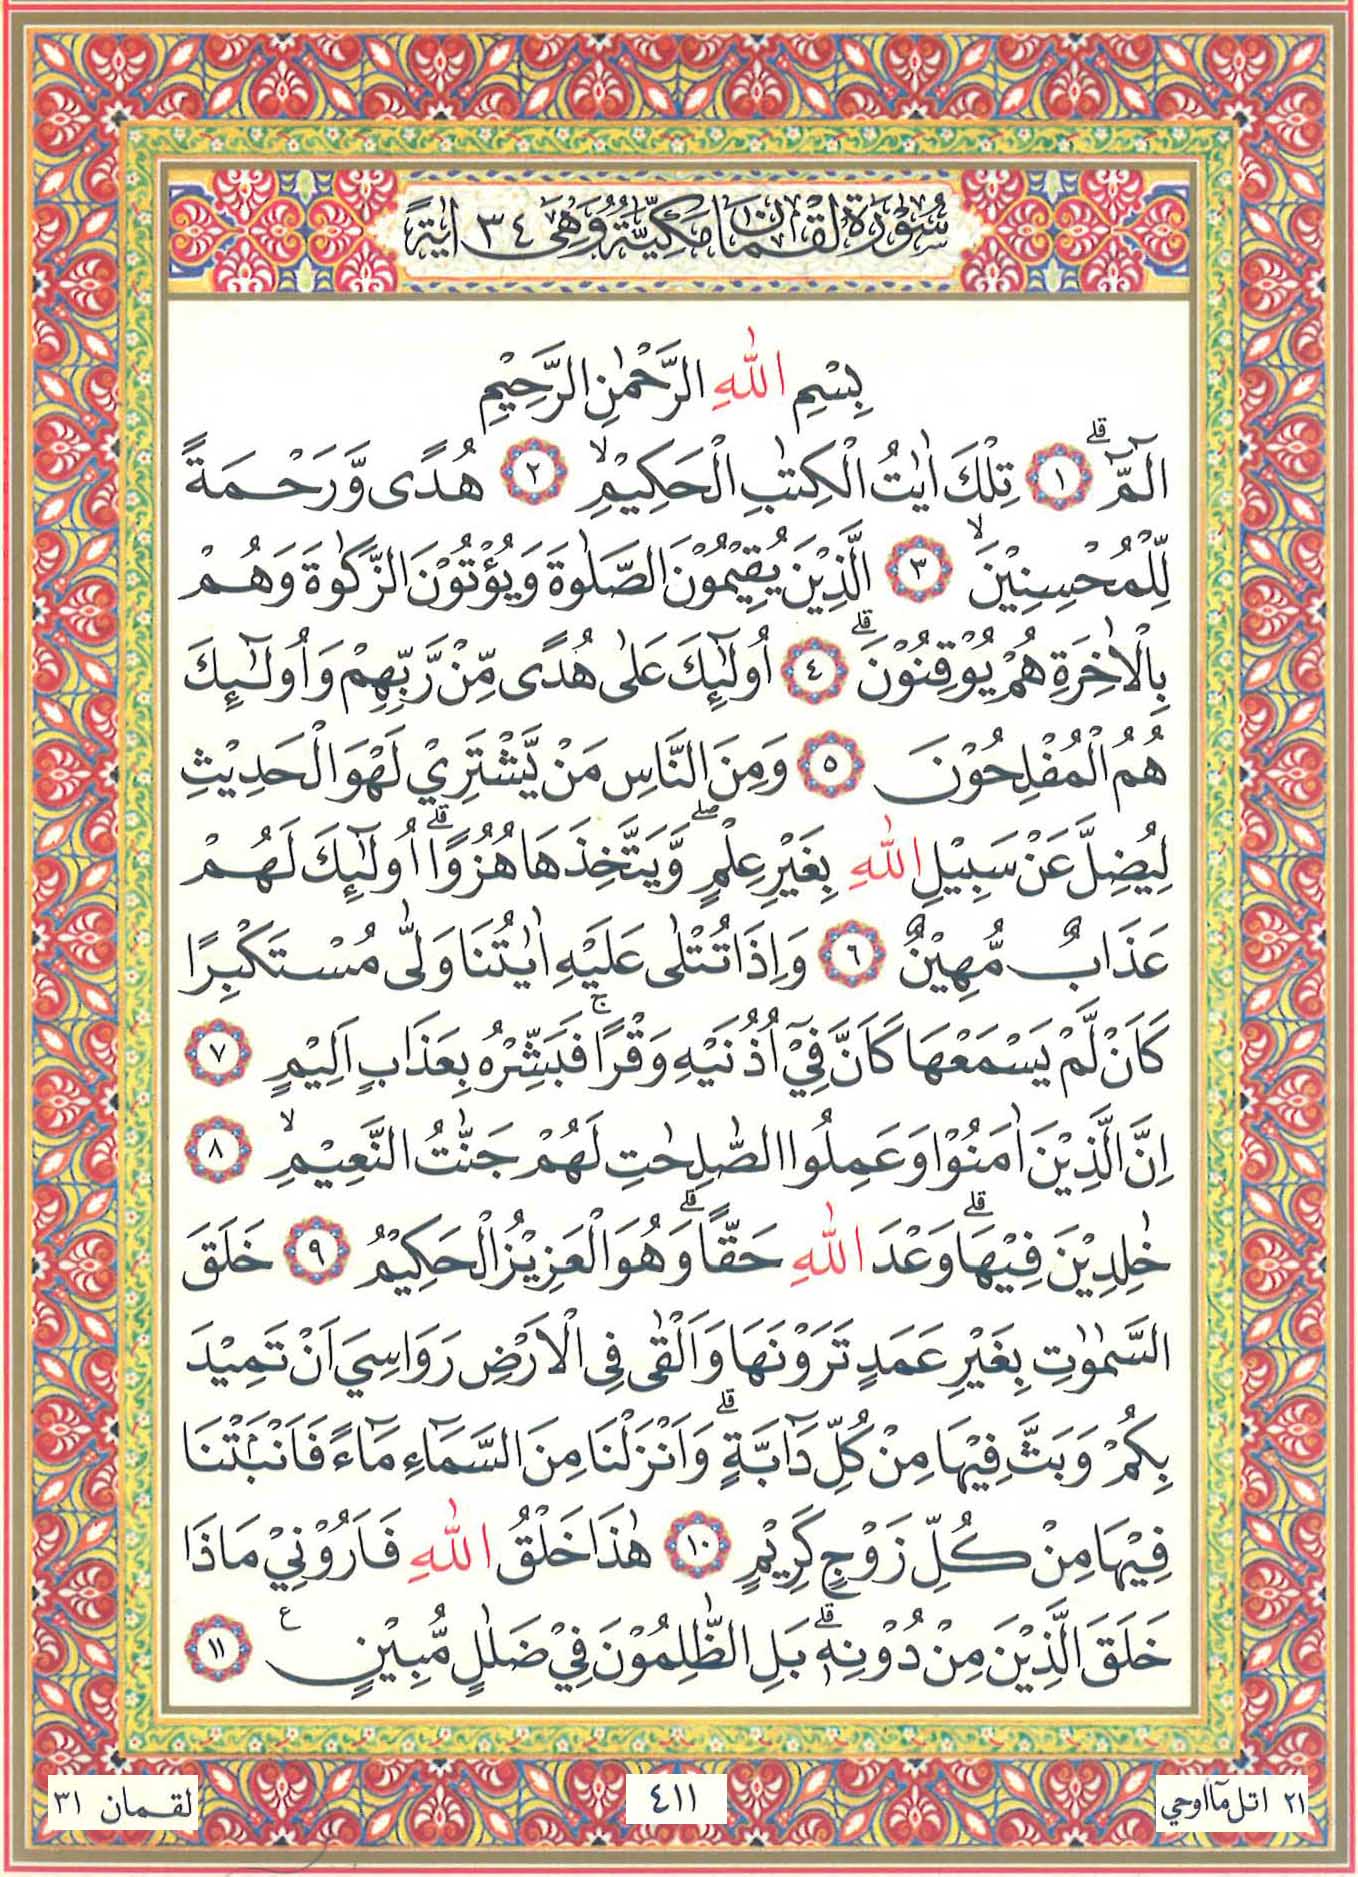 سُوْرَةُ لُقْمٰنَ مَكِّيَّةٌ وَهِىَ ٣٤ اٰيَةً
بِسْمِ اللّٰهِ الرَّحْمٰنِ الرَّحِيْمِ
الٓمّٓ ۚ ﴿١﴾ تِلْكَ اٰيٰتُ الْكِتٰبِ الْحَكِيْمِ ۙ ﴿٢﴾ هُدًى وَّرَحْمَةً
لِّلْمُحْسِنِيْنَ ۙ ﴿٣﴾ الَّذِيْنَ يُقِيْمُوْنَ الصَّلٰوةَ وَيُؤْتُوْنَ الزَّكٰوةَ وَهُمْ
بِالْاٰخِرَةِ هُمْ يُوْقِنُوْنَ ۗ ﴿٤﴾ اُولٰٓئِكَ عَلٰى هُدًى مِّنْ رَّبِّهِمْ وَاُولٰٓئِكَ
هُمُ الْمُفْلِحُوْنَ ﴿٥﴾ وَمِنَ النَّاسِ مَنْ يَّشْتَرِيْ لَهْوَ الْحَدِيْثِ
لِيُضِلَّ عَنْ سَبِيْلِ اللّٰهِ بِغَيْرِ عِلْمٍ ۖ وَّيَتَّخِذَهَا هُزُوًا ۗ اُولٰٓئِكَ لَهُمْ
عَذَابٌ مُّهِيْنٌ ﴿٦﴾ وَاِذَا تُتْلٰى عَلَيْهِ اٰيٰتُنَا وَلّٰى مُسْتَكْبِرًا
كَاَنْ لَّمْ يَسْمَعْهَا كَاَنَّ فِيْٓ اُذُنَيْهِ وَقْرًا ۚ فَبَشِّرْهُ بِعَذَابٍ اَلِيْمٍ ﴿٧﴾
اِنَّ الَّذِيْنَ اٰمَنُوْا وَعَمِلُوا الصّٰلِحٰتِ لَهُمْ جَنّٰتُ النَّعِيْمِ ۙ ﴿٨﴾
خٰلِدِيْنَ فِيْهَا ۗ وَعْدَ اللّٰهِ حَقًّا ۗ وَهُوَ الْعَزِيْزُ الْحَكِيْمُ ﴿٩﴾ خَلَقَ
السَّمٰوٰتِ بِغَيْرِ عَمَدٍ تَرَوْنَهَا وَاَلْقٰى فِى الْاَرْضِ رَوَاسِيَ اَنْ تَمِيْدَ
بِكُمْ وَبَثَّ فِيْهَا مِنْ كُلِّ دَآبَّةٍ ۗ وَاَنْزَلْنَا مِنَ السَّمَآءِ مَآءً فَاَنْۢبَتْنَا
فِيْهَا مِنْ كُلِّ زَوْجٍ كَرِيْمٍ ﴿١٠﴾ هٰذَا خَلْقُ اللّٰهِ فَاَرُوْنِيْ مَاذَا
خَلَقَ الَّذِيْنَ مِنْ دُوْنِهٖ ۗ بَلِ الظّٰلِمُوْنَ فِيْ ضَلٰلٍ مُّبِيْنٍ ع ﴿١١﴾
٢١ اتل مآ اوحي
٤١١
لقمان ٣١